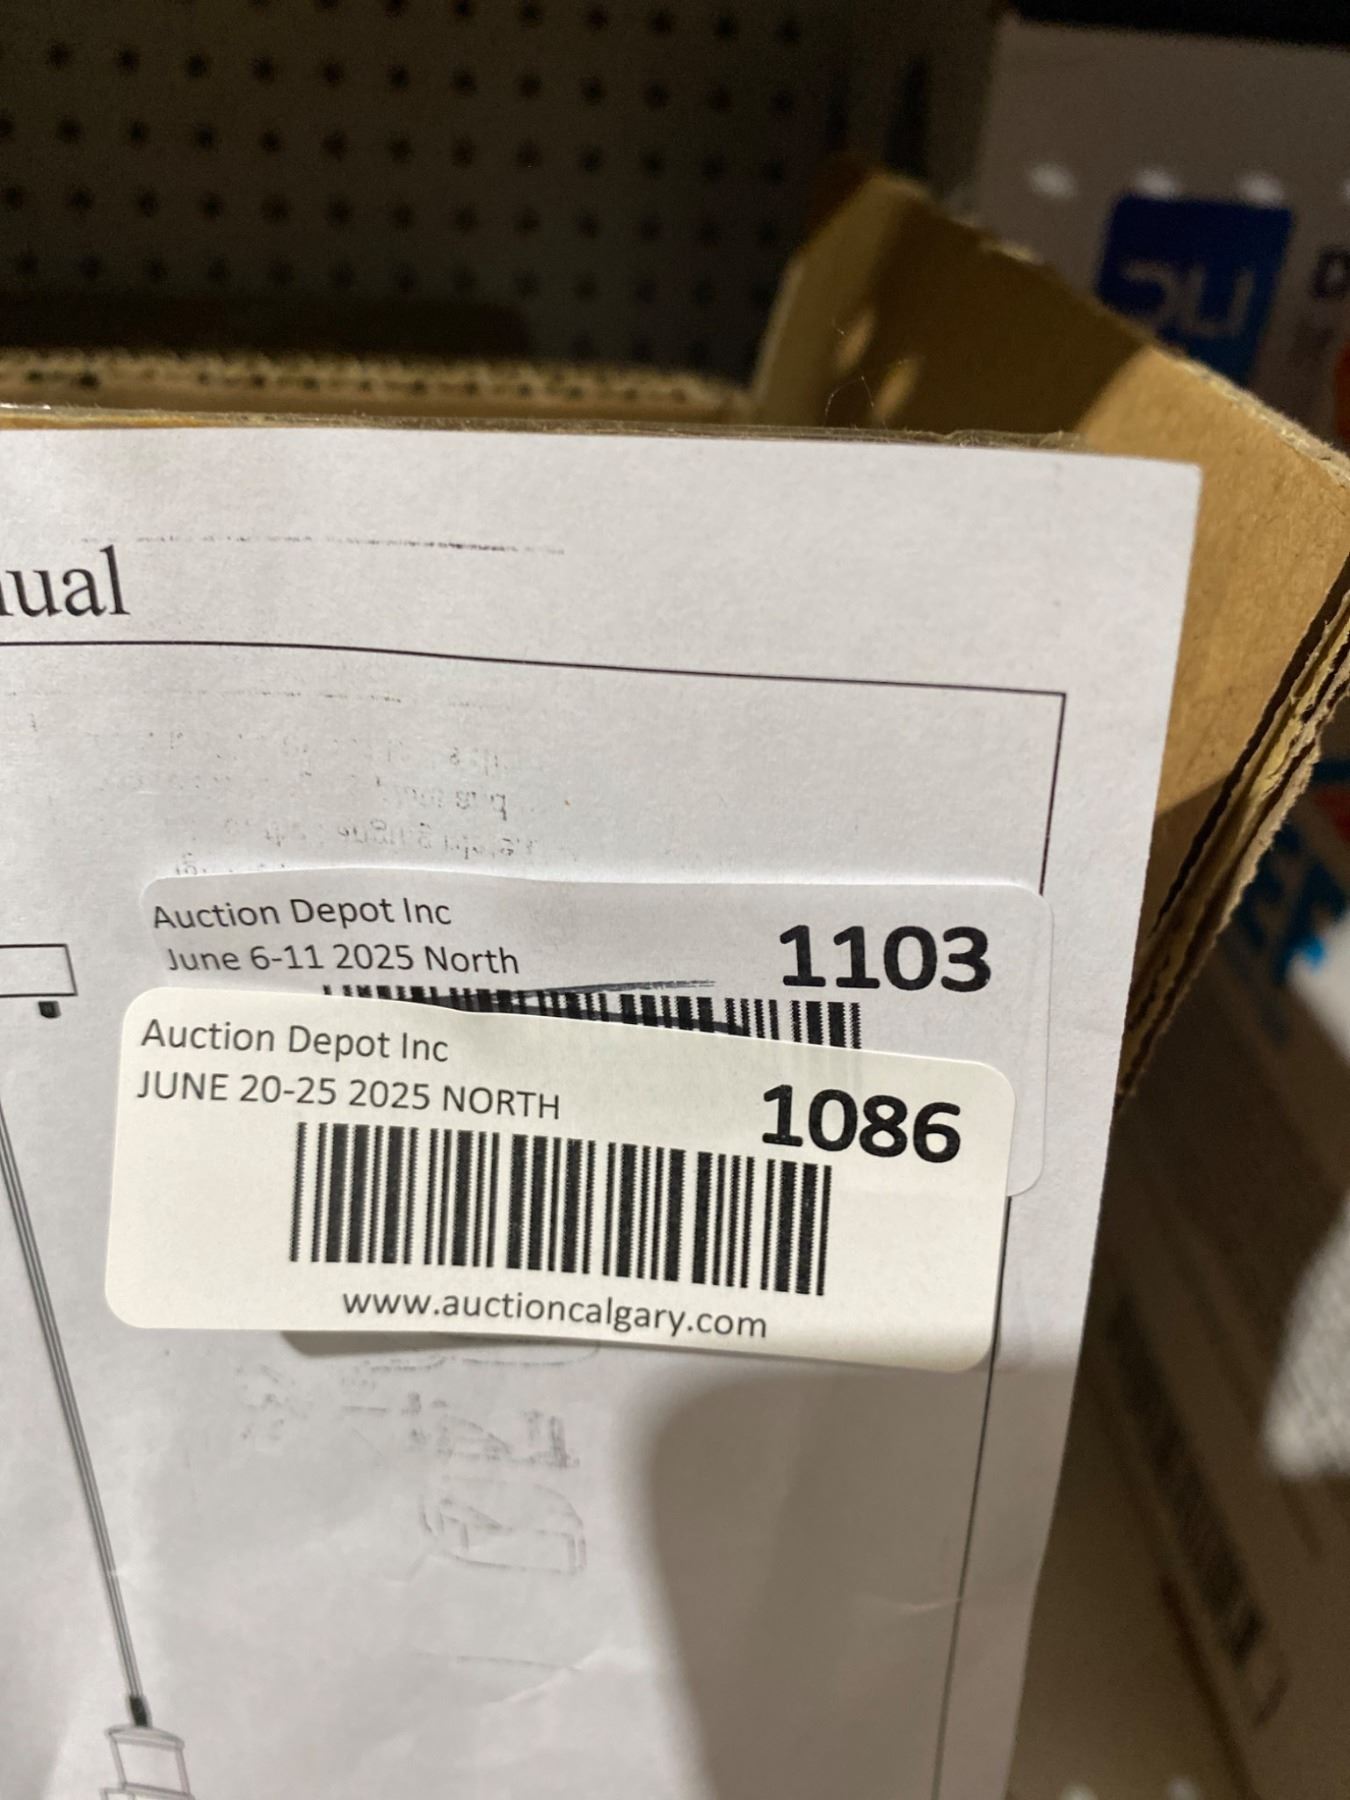 ual
Auction Depot Inc
June 6-11 2025 North
1103
Auction Depot Inc
JUNE 20-25 2025 NORTH
1086
www.auctioncalgary.com